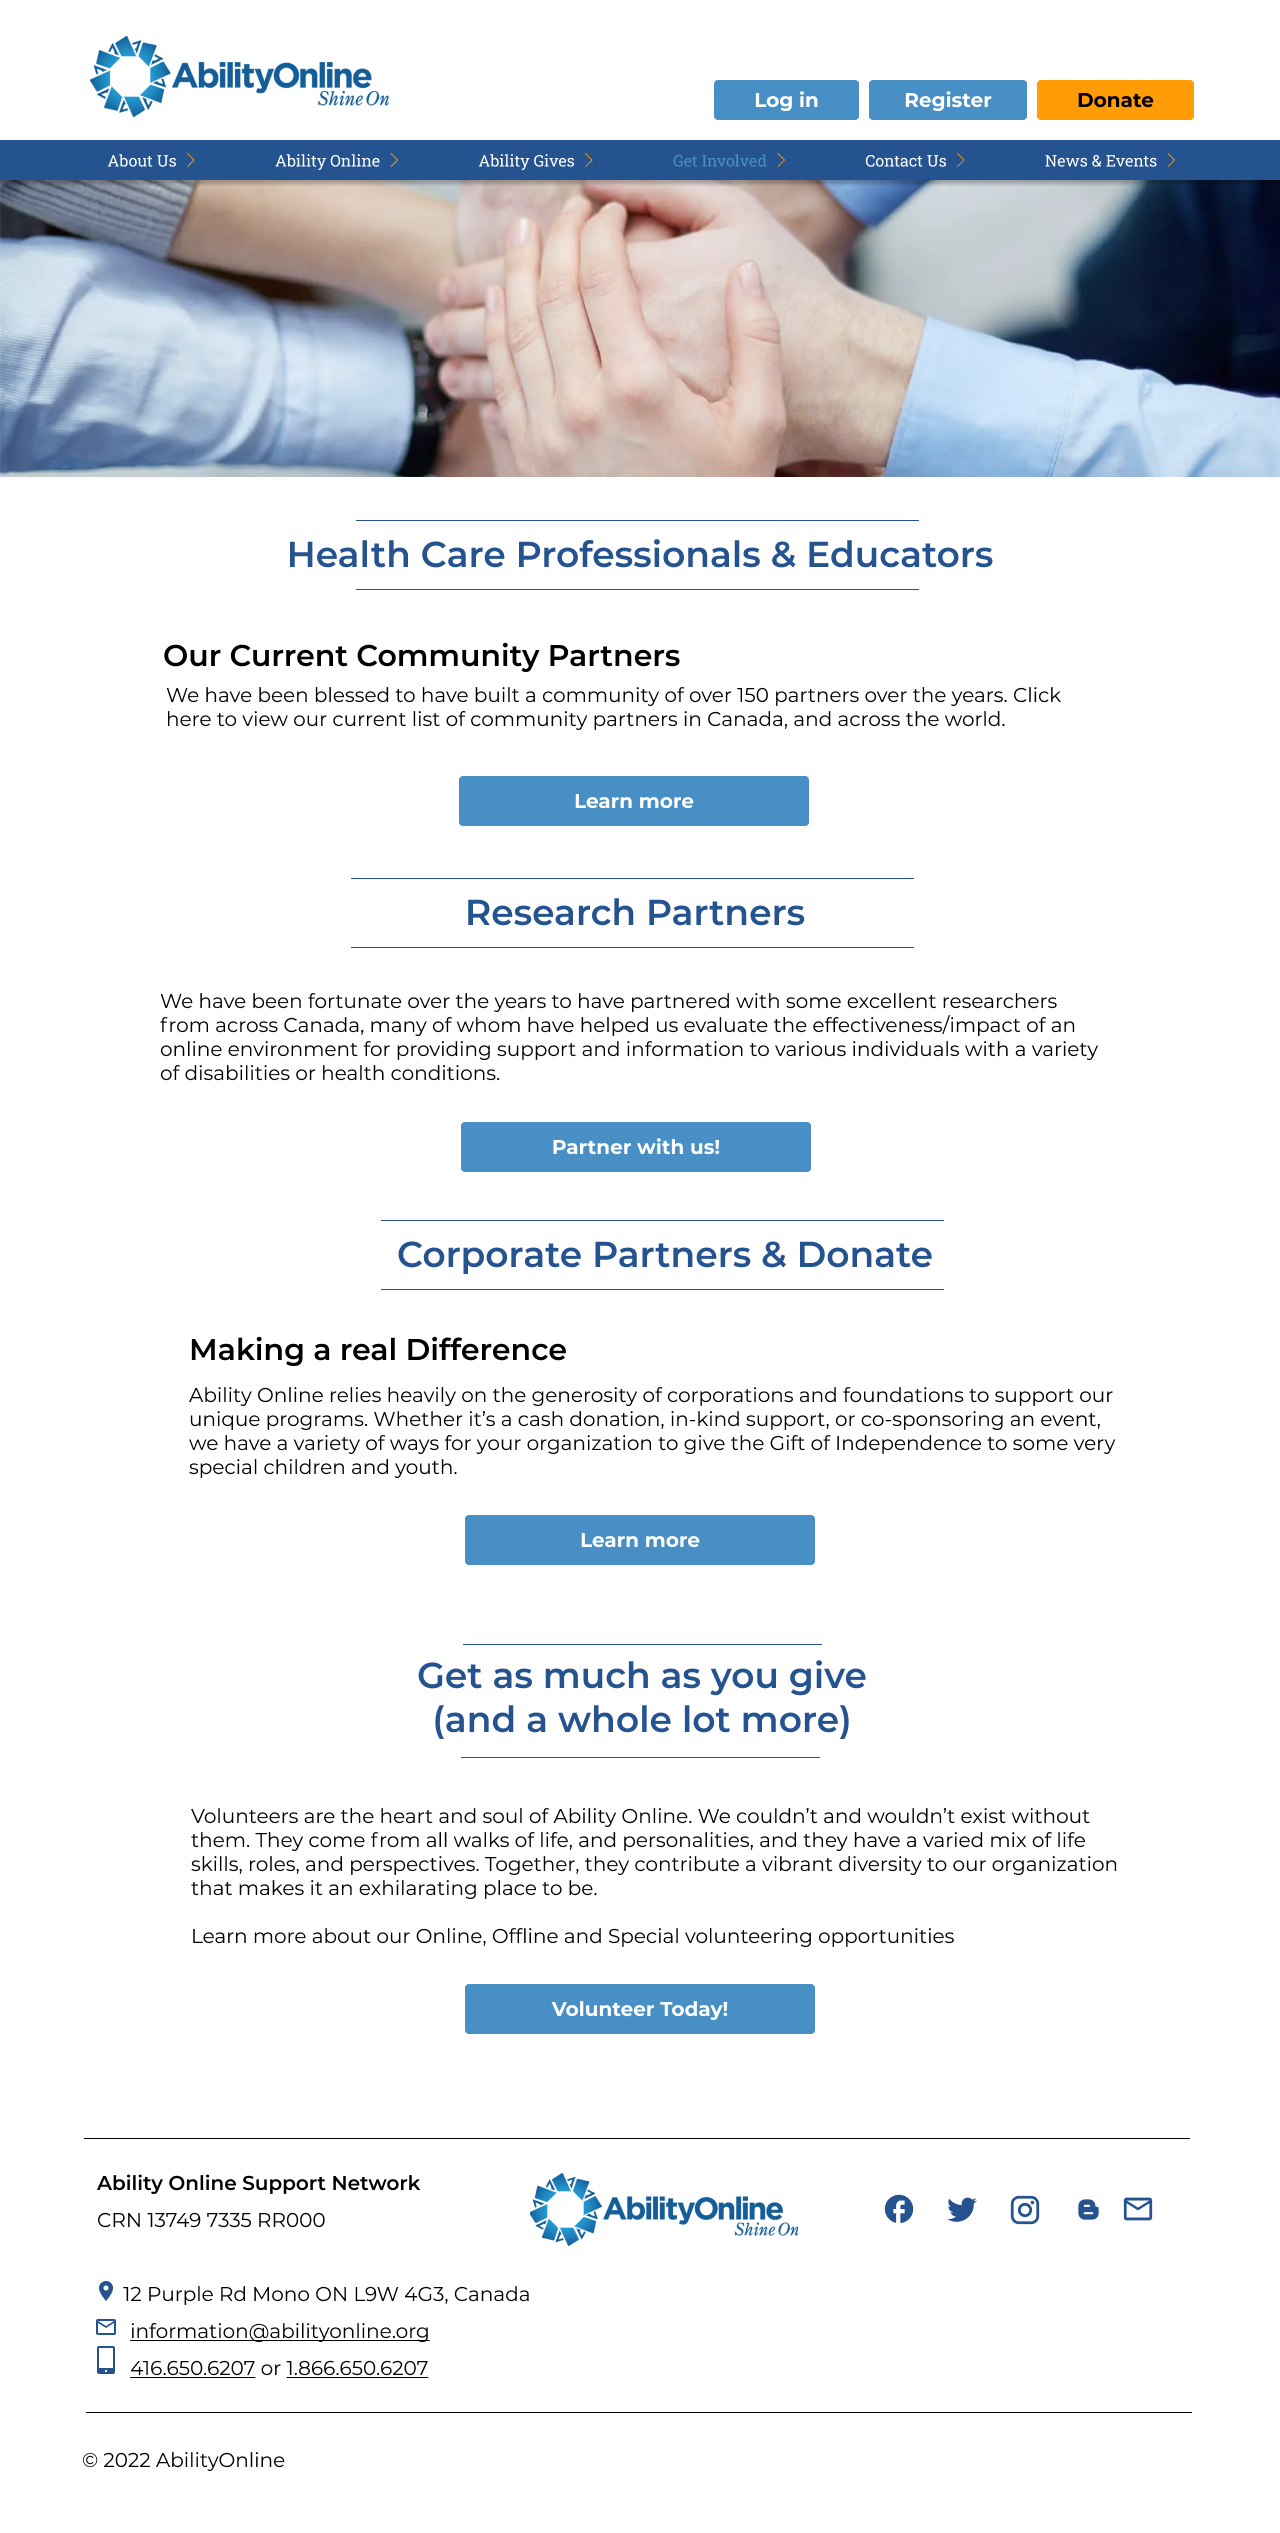 AbilityOnline
Shine On
Log in
Register
Donate
About Us
Ability Online
Ability Gives
Get Involved
Contact Us
News & Events
Health Care Professionals & Educators
Our Current Community Partners
We have been blessed to have built a community of over 150 partners over the years. Click
here to view our current list of community partners in Canada, and across the world.
Learn more
Research Partners
We have been fortunate over the years to have partnered with some excellent researchers
from across Canada, many of whom have helped us evaluate the effectiveness/impact of an
online environment for providing support and information to various individuals with a variety
of disabilities or health conditions.
Partner with us!
Corporate Partners & Donate
Making a real Difference
Ability Online relies heavily on the generosity of corporations and foundations to support our
unique programs. Whether it’s a cash donation, in-kind support, or co-sponsoring an event,
we have a variety of ways for your organization to give the Gift of Independence to some very
special children and youth.
Learn more
Get as much as you give
(and a whole lot more)
Volunteers are the heart and soul of Ability Online. We couldn’t and wouldn’t exist without
them. They come from all walks of life, and personalities, and they have a varied mix of life
skills, roles, and perspectives. Together, they contribute a vibrant diversity to our organization
that makes it an exhilarating place to be.
Learn more about our Online, Offline and Special volunteering opportunities
Volunteer Today!
Ability Online Support Network
CRN 13749 7335 RR000
AbilityOnline
Shine On
12 Purple Rd Mono ON L9W 4G3, Canada
information@abilityonline.org
416.650.6207 or 1.866.650.6207
© 2022 AbilityOnline